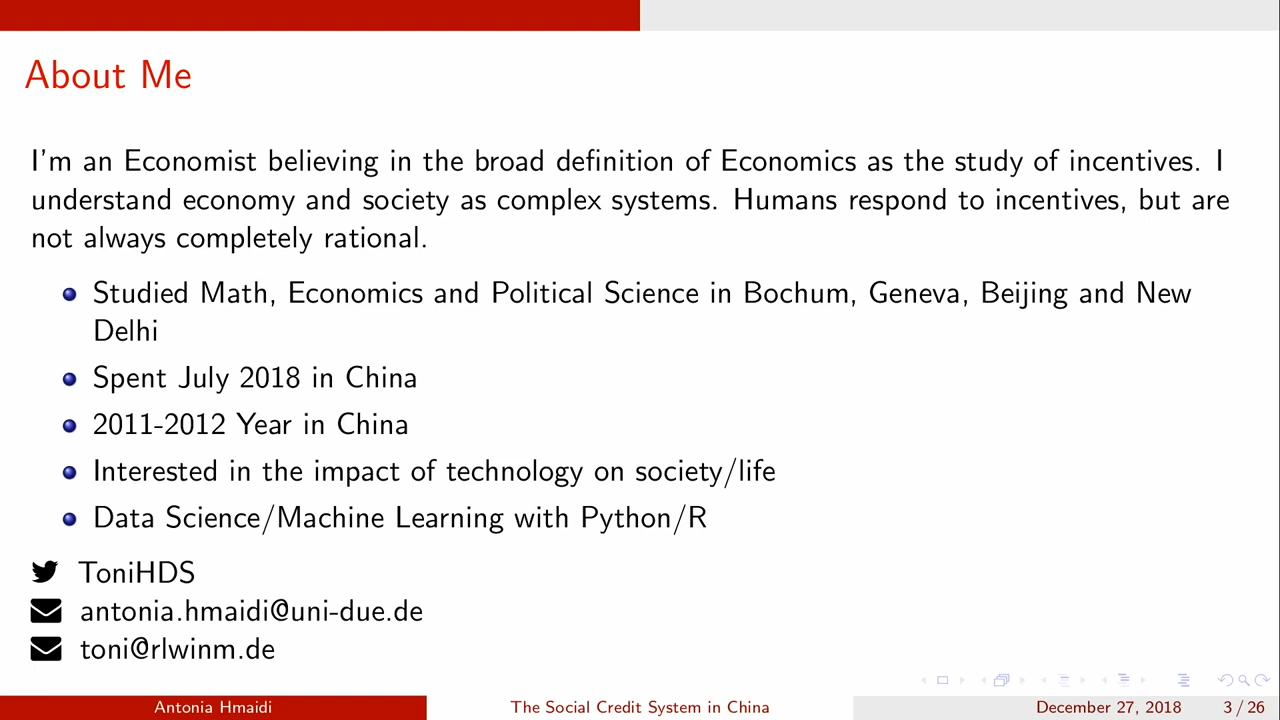 About Me
I'm an Economist believing in the broad definition of Economics as the study of incentives. I
understand economy and society as complex systems. Humans respond to incentives, but are
not always completely rational.
Studied Math, Economics and Political Science in Bochum, Geneva, Beijing and New
Delhi
Spent July 2018 in China
2011-2012 Year in China
Interested in the impact of technology on society/life
Data Science/Machine Learning with Python/R
ToniHDS
antonia.hmaidi@uni-due.de
toni@rlwinm.de
Antonia Hmaidi The Social Credit System in China December 27, 2018 3 / 26